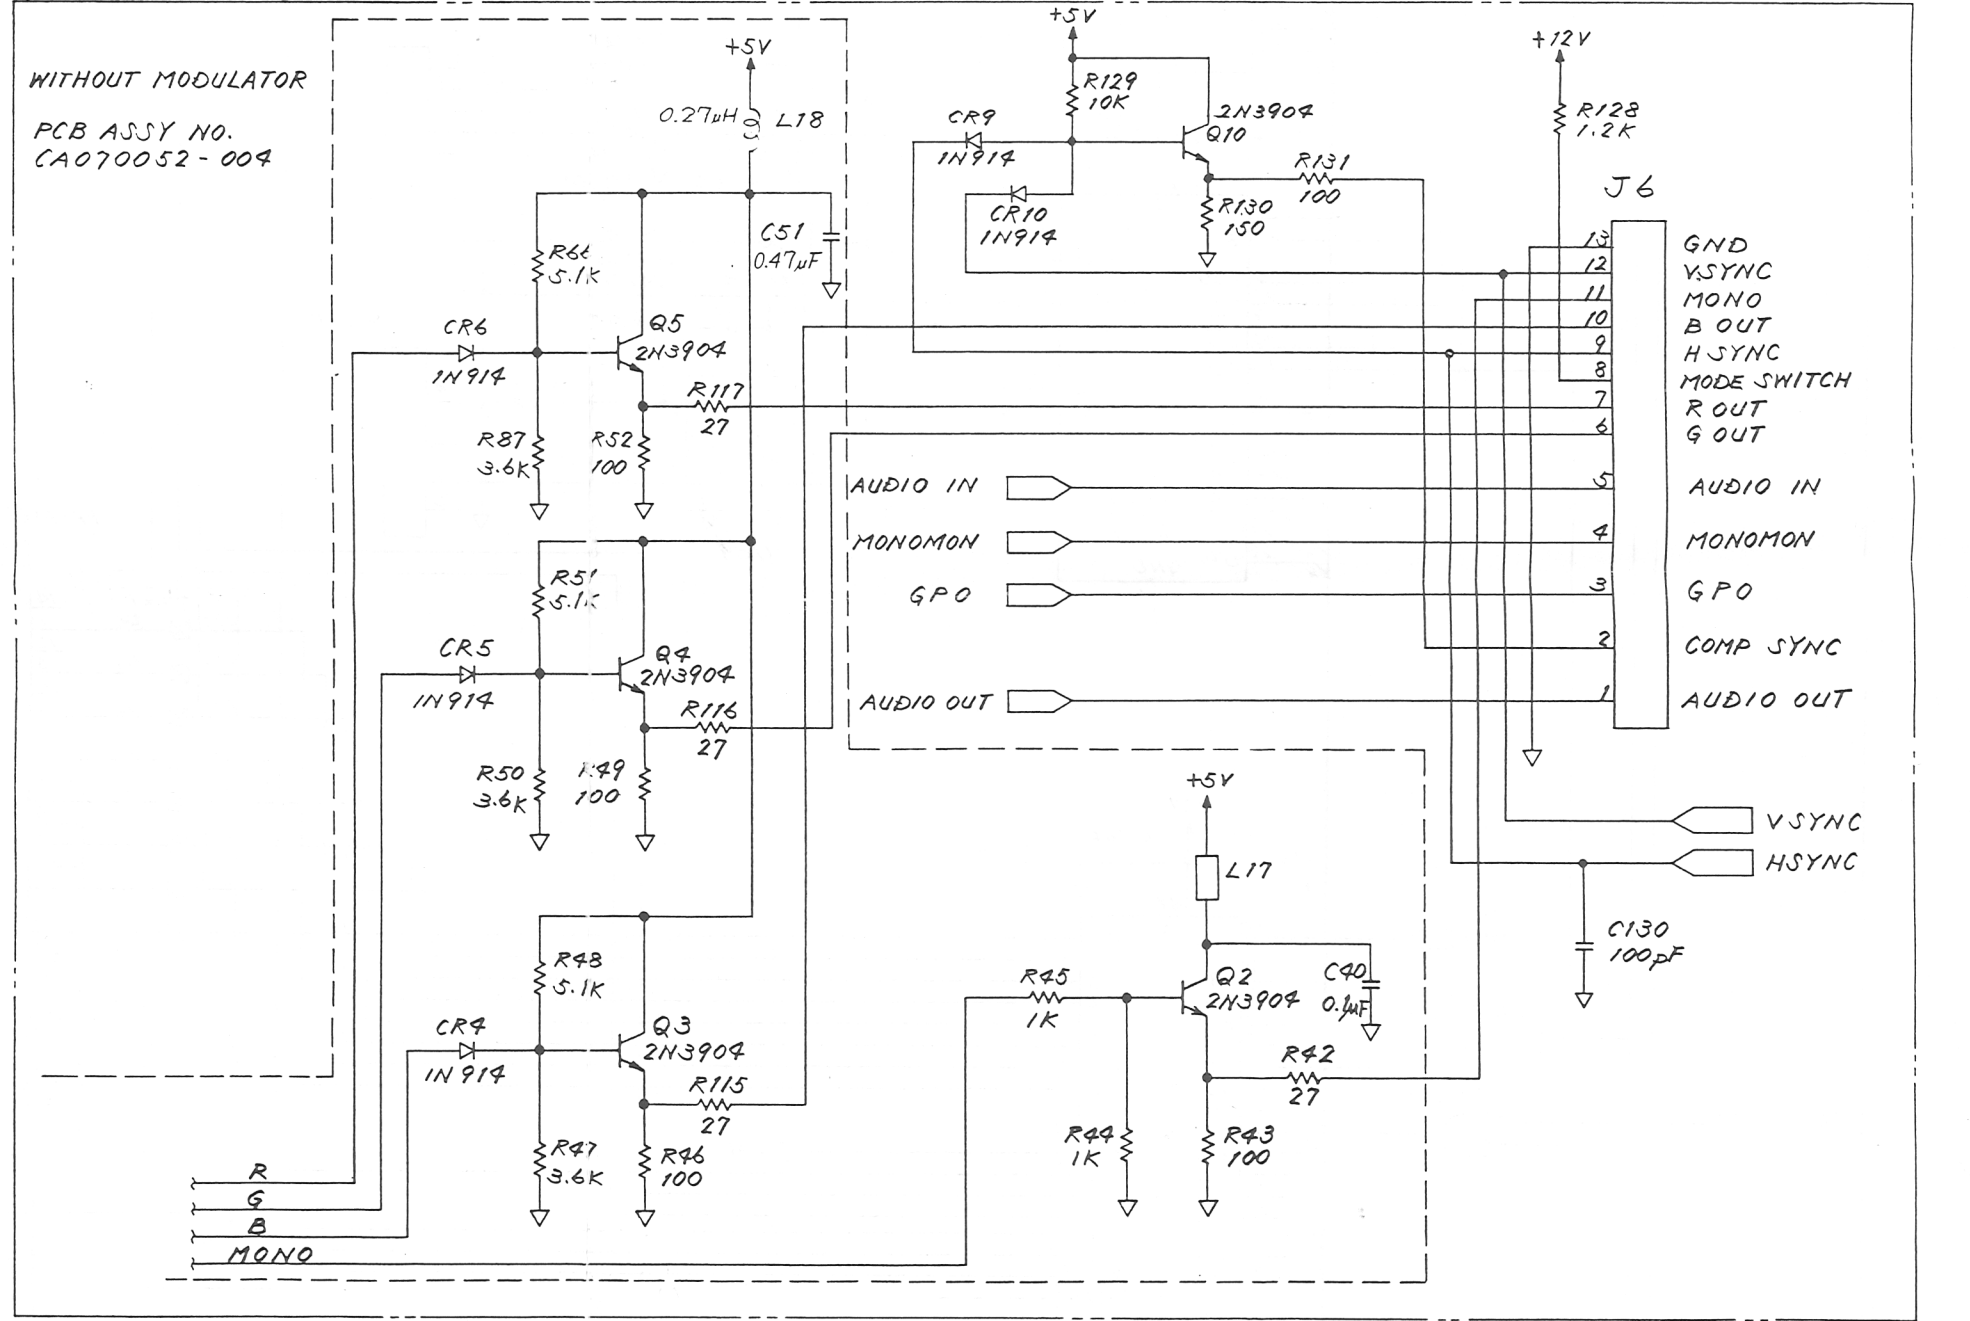 WITHOUT MODULATOR
PCB ASSY NO.
CA070052-004
+5V
0.27µH
L18
C51
0.47µF
R66
5.1K
CR6
1N914
Q5
2N3904
R117
27
R87
3.6K
R52
100
R51
5.1K
CR5
1N914
Q4
2N3904
R116
27
R50
3.6K
R49
100
R48
5.1K
CR4
1N914
Q3
2N3904
R115
27
R47
3.6K
R46
100
R
G
B
MONO
+5V
R129
10K
CR9
1N914
CR10
1N914
2N3904
Q10
R131
100
R130
150
+12V
R128
1.2K
J6
13 GND
12 VSYNC
11 MONO
10 B OUT
9 H SYNC
8 MODE SWITCH
7 R OUT
6 G OUT
AUDIO IN 5 AUDIO IN
MONOMON 4 MONOMON
GPO 3 GPO
2 COMP SYNC
AUDIO OUT 1 AUDIO OUT
+5V
L17
C40
0.1µF
R45
1K
Q2
2N3904
R42
27
R44
1K
R43
100
VSYNC
HSYNC
C130
100pF